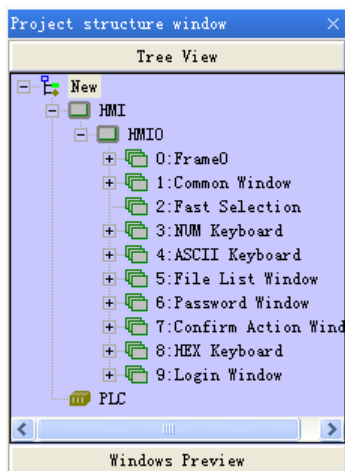 Project structure window
Tree View
New
HMI
HMI0
0:Frame0
1:Common Window
2:Fast Selection
3:NUM Keyboard
4:ASCII Keyboard
5:File List Window
6:Password Window
7:Confirm Action Wind
8:HEX Keyboard
9:Login Window
PLC
Windows Preview